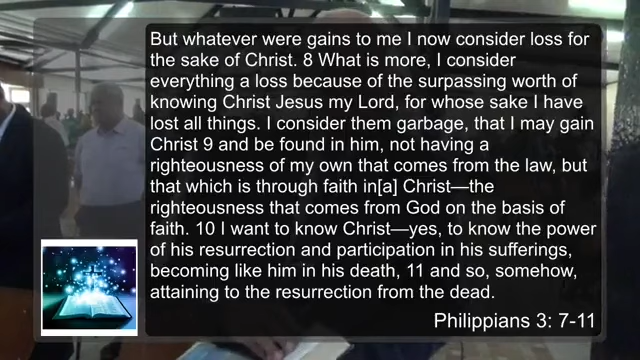 But whatever were gains to me I now consider loss for
the sake of Christ. 8 What is more, I consider
everything a loss because of the surpassing worth of
knowing Christ Jesus my Lord, for whose sake I have
lost all things. I consider them garbage, that I may gain
Christ 9 and be found in him, not having a
righteousness of my own that comes from the law, but
that which is through faith in[a] Christ—the
righteousness that comes from God on the basis of
faith. 10 I want to know Christ—yes, to know the power
of his resurrection and participation in his sufferings,
becoming like him in his death, 11 and so, somehow,
attaining to the resurrection from the dead.
Philippians 3: 7-11